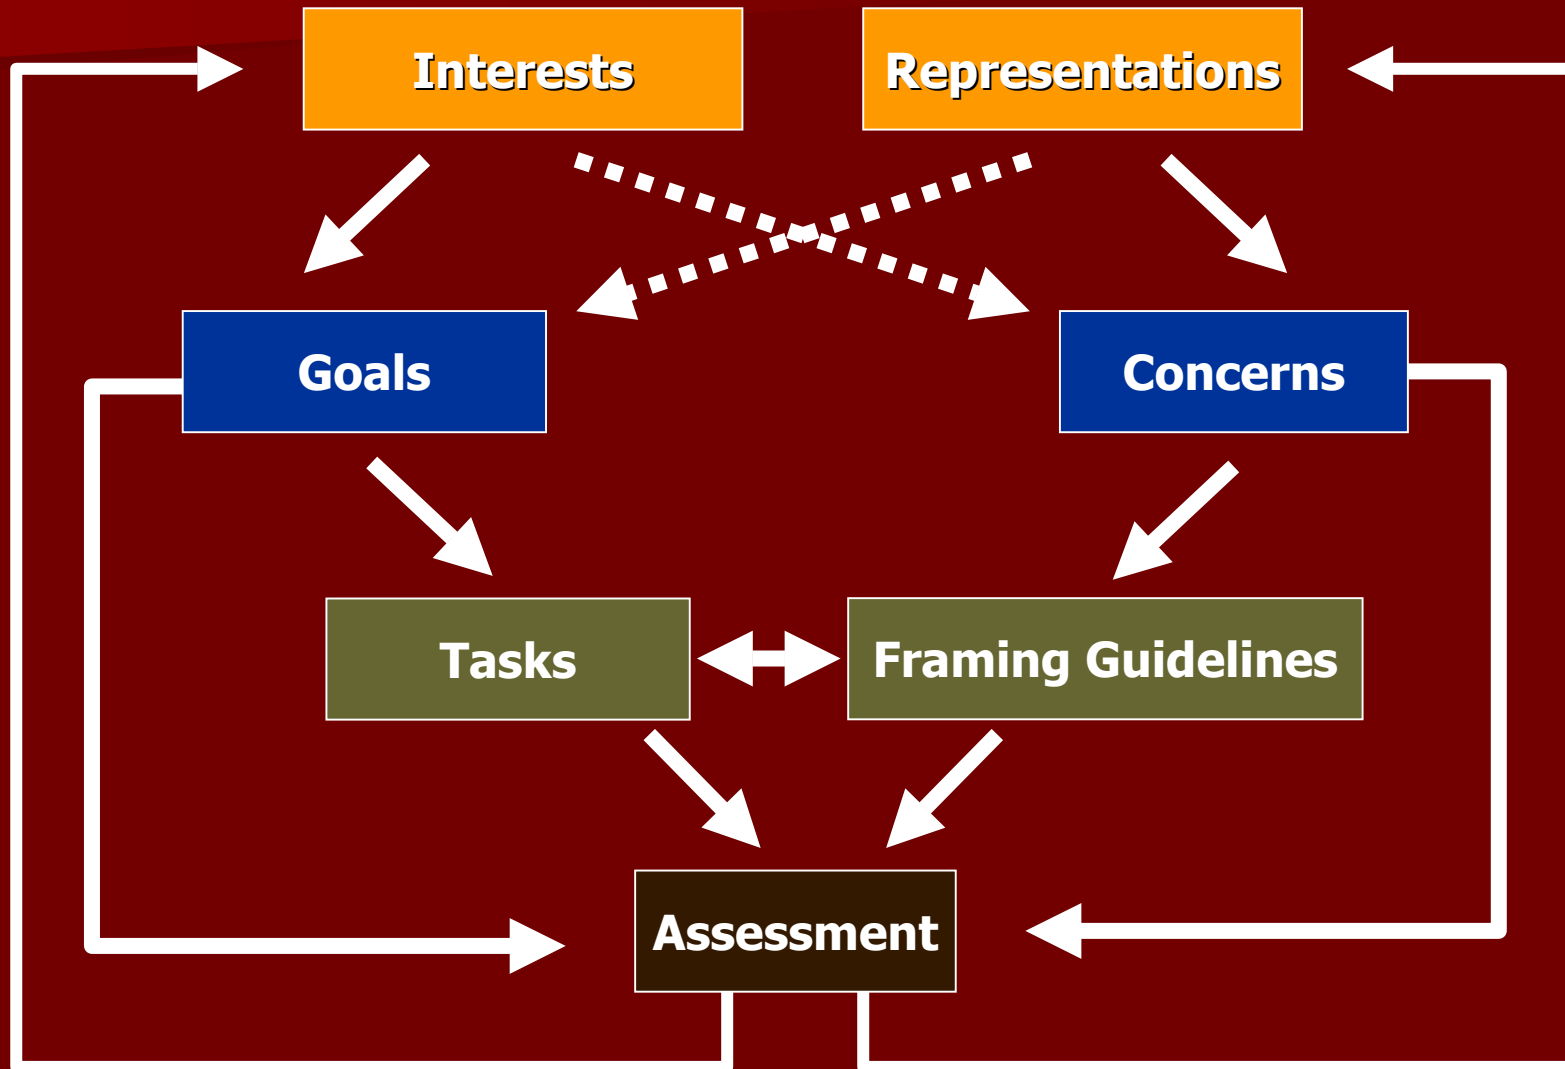 Interests
Representations
Goals
Concerns
Tasks
Framing Guidelines
Assessment